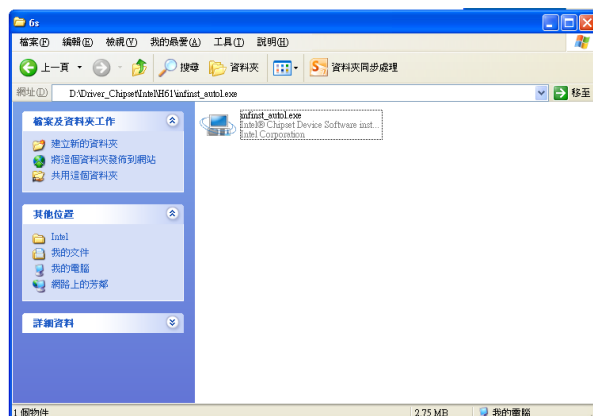 6s
檔案(F) 編輯(E) 檢視(V) 我的最愛(A) 工具(T) 說明(H)
上一頁 搜尋 資料夾 資料夾同步處理
網址(D) D:\Driver_Chipset\Intel\H61\infinst_autol.exe 移至
檔案及資料夾工作
建立新的資料夾
將這個資料夾發佈到網站
共用這個資料夾
其他位置
Intel
我的文件
我的電腦
網路上的芳鄰
詳細資料
infinst_autol.exe
Intel® Chipset Device Software inst...
Intel Corporation
1 個物件 2.75 MB 我的電腦